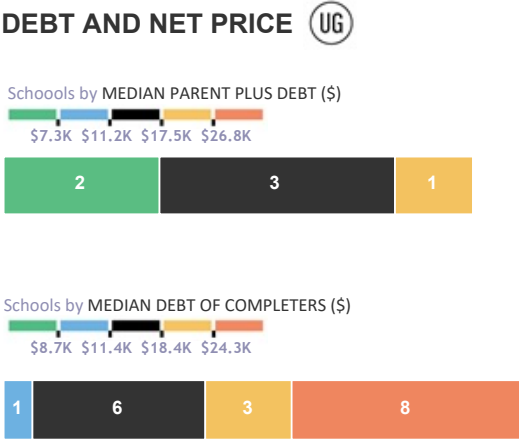 DEBT AND NET PRICE UG
Schoools by MEDIAN PARENT PLUS DEBT ($)
$7.3K $11.2K $17.5K $26.8K
2 3 1
Schools by MEDIAN DEBT OF COMPLETERS ($)
$8.7K $11.4K $18.4K $24.3K
1 6 3 8